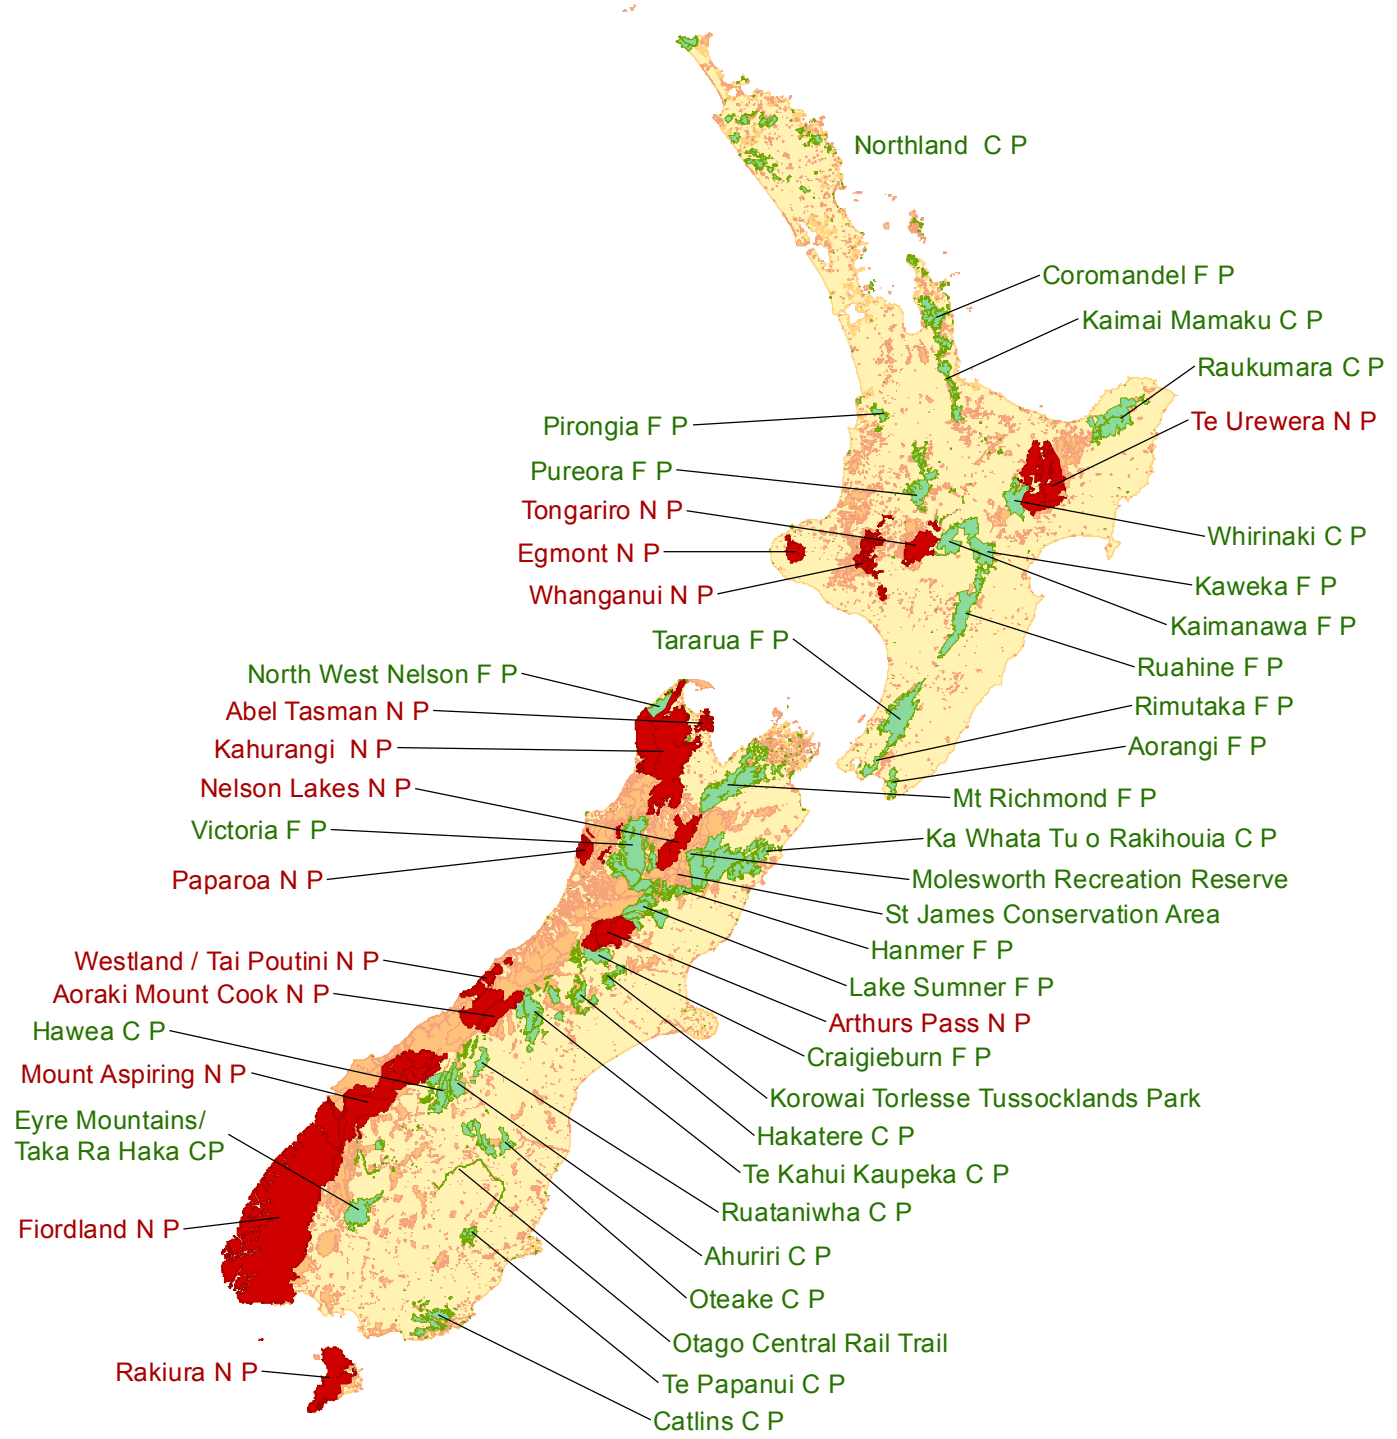 Northland C P
Coromandel F P
Kaimai Mamaku C P
Raukumara C P
Te Urewera N P
Pirongia F P
Pureora F P
Tongariro N P
Egmont N P
Whanganui N P
Whirinaki C P
Kaweka F P
Kaimanawa F P
Tararua F P
Ruahine F P
North West Nelson F P
Abel Tasman N P
Rimutaka F P
Kahurangi N P
Aorangi F P
Nelson Lakes N P
Mt Richmond F P
Victoria F P
Ka Whata Tu o Rakihouia C P
Paparoa N P
Molesworth Recreation Reserve
St James Conservation Area
Hanmer F P
Westland / Tai Poutini N P
Lake Sumner F P
Aoraki Mount Cook N P
Arthurs Pass N P
Hawea C P
Craigieburn F P
Mount Aspiring N P
Korowai Torlesse Tussocklands Park
Eyre Mountains/
Taka Ra Haka CP
Hakatere C P
Te Kahui Kaupeka C P
Ruataniwha C P
Fiordland N P
Ahuriri C P
Oteake C P
Otago Central Rail Trail
Rakiura N P
Te Papanui C P
Catlins C P